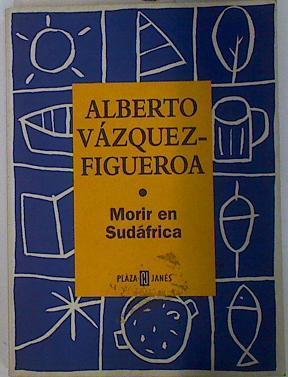 ALBERTO
VÁZQUEZ-
FIGUEROA
Morir en
Sudáfrica
PLAZA JANÉS